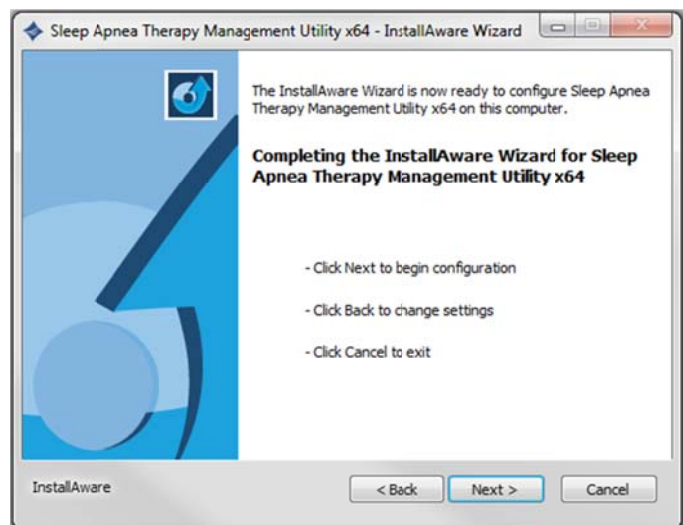 Sleep Apnea Therapy Management Utility x64 - InstallAware Wizard
The InstallAware Wizard is now ready to configure Sleep Apnea
Therapy Management Utility x64 on this computer.
Completing the InstallAware Wizard for Sleep
Apnea Therapy Management Utility x64
- Click Next to begin configuration
- Click Back to change settings
- Click Cancel to exit
InstallAware
< Back
Next >
Cancel